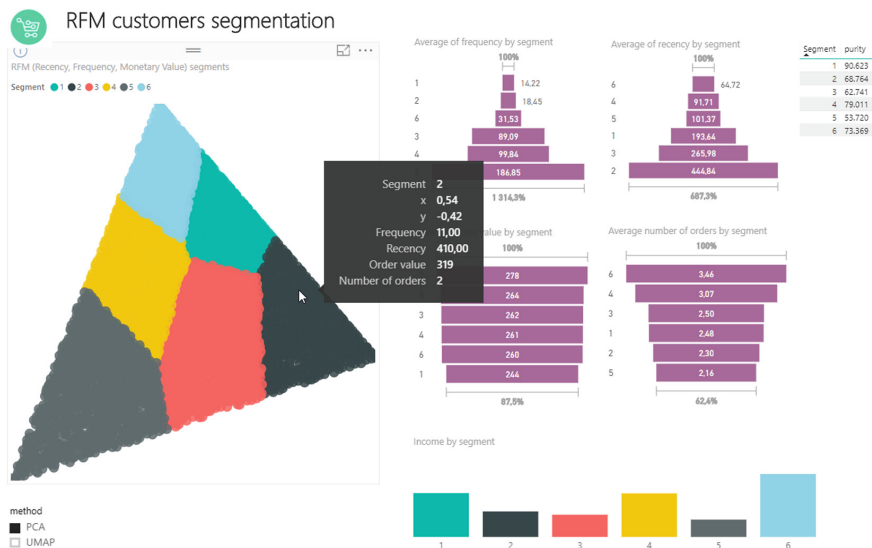 RFM customers segmentation
RFM (Recency, Frequency, Monetary Value) segments
Segment 1 2 3 4 5 6
Segment 2
x 0,54
y -0,42
Frequency 11,00
Recency 410,00
Order value 319
Number of orders 2
method
PCA
UMAP
Average of frequency by segment
100%
1 14,22
2 18,45
6 31,53
3 89,09
4 99,84
186,85
1 314,3%
Average of recency by segment
100%
6 64,72
4 91,71
5 101,37
1 193,64
3 265,98
2 444,84
687,3%
Segment purity
1 90.623
2 68.764
3 62.741
4 79.011
5 53.720
6 73.369
value by segment
100%
278
264
3 262
4 261
6 260
1 244
87,5%
Average number of orders by segment
100%
6 3,46
4 3,07
3 2,50
1 2,48
2 2,30
5 2,16
62,4%
Income by segment
1 2 3 4 5 6